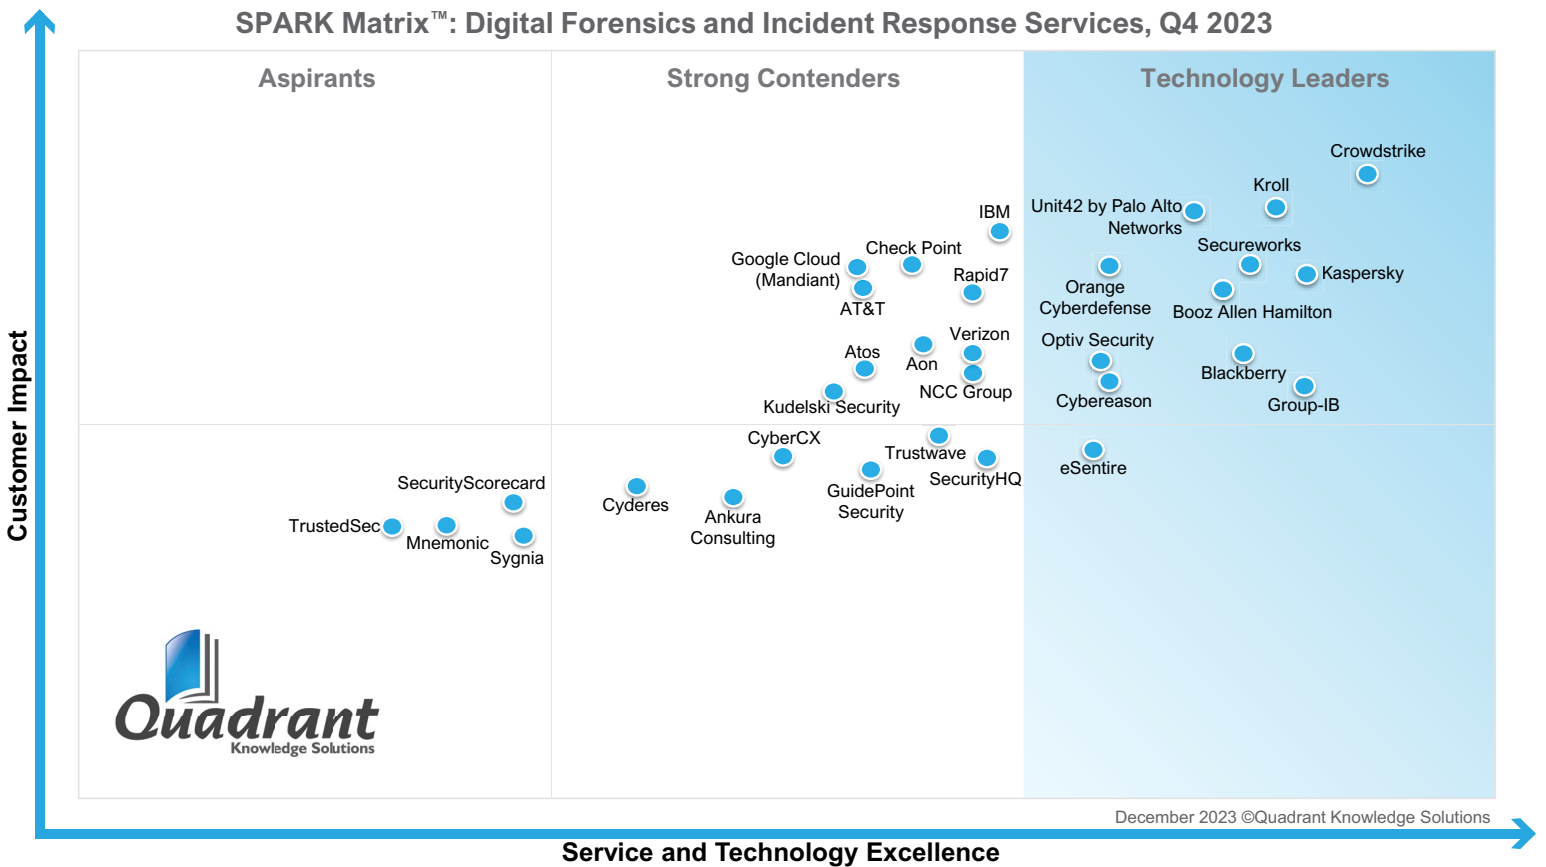 SPARK Matrix™: Digital Forensics and Incident Response Services, Q4 2023
Aspirants
Strong Contenders
Technology Leaders
Crowdstrike
Kroll
Unit42 by Palo Alto
Networks
IBM
Secureworks
Check Point
Google Cloud
(Mandiant)
Rapid7
Kaspersky
Orange
Cyberdefense
AT&T
Booz Allen Hamilton
Verizon
Optiv Security
Atos
Aon
Blackberry
NCC Group
Cybereason
Group-IB
Kudelski Security
CyberCX
Trustwave
eSentire
SecurityHQ
SecurityScorecard
GuidePoint
Security
Cyderes
Ankura
Consulting
TrustedSec
Mnemonic
Sygnia
Customer Impact
Quadrant
Knowledge Solutions
December 2023 ©Quadrant Knowledge Solutions
Service and Technology Excellence